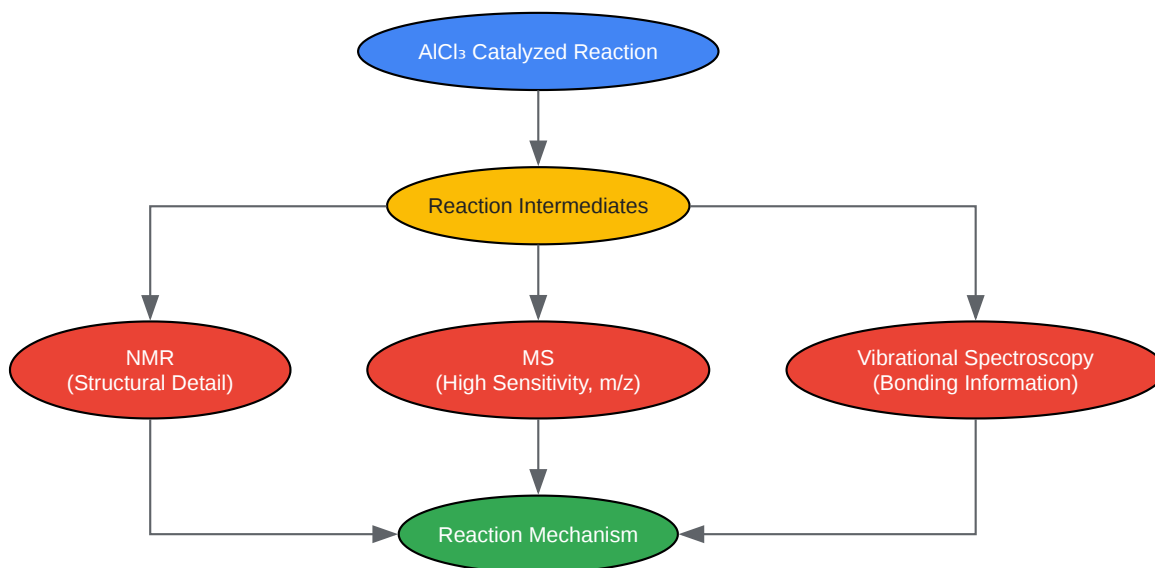 AlCl₃ Catalyzed Reaction
Reaction Intermediates
NMR
(Structural Detail)
MS
(High Sensitivity, m/z)
Vibrational Spectroscopy
(Bonding Information)
Reaction Mechanism